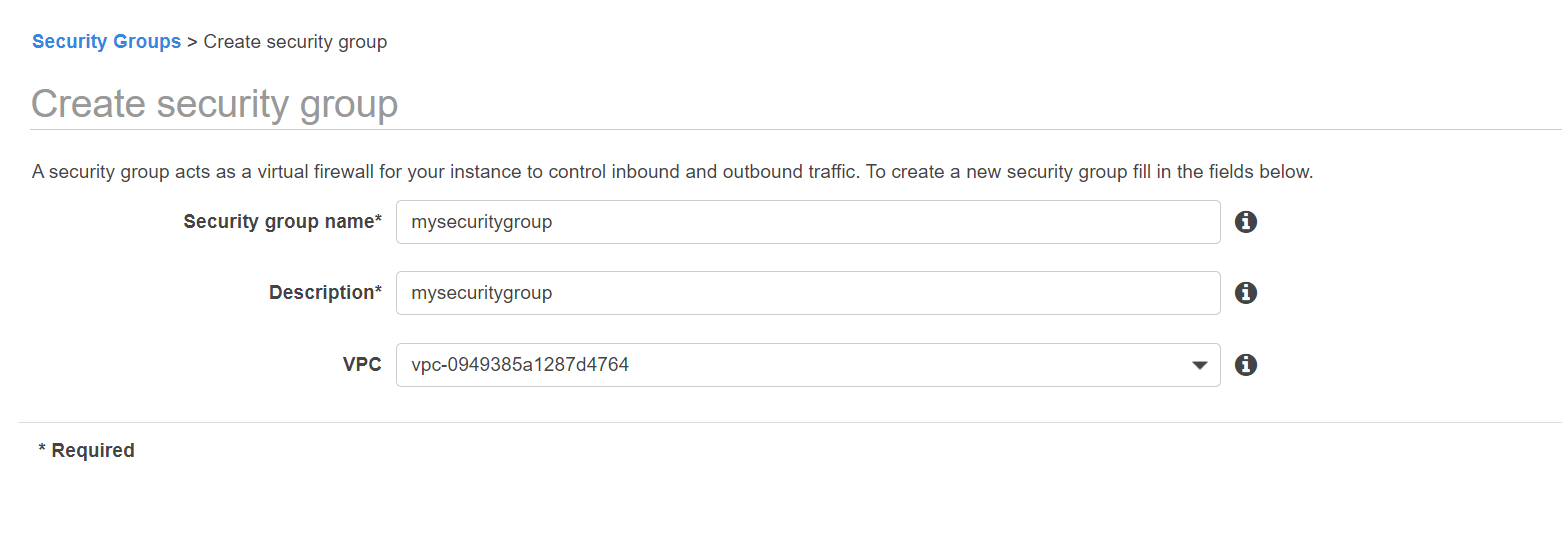 Security Groups > Create security group
Create security group
A security group acts as a virtual firewall for your instance to control inbound and outbound traffic. To create a new security group fill in the fields below.
Security group name* mysecuritygroup
Description* mysecuritygroup
VPC vpc-0949385a1287d4764
* Required